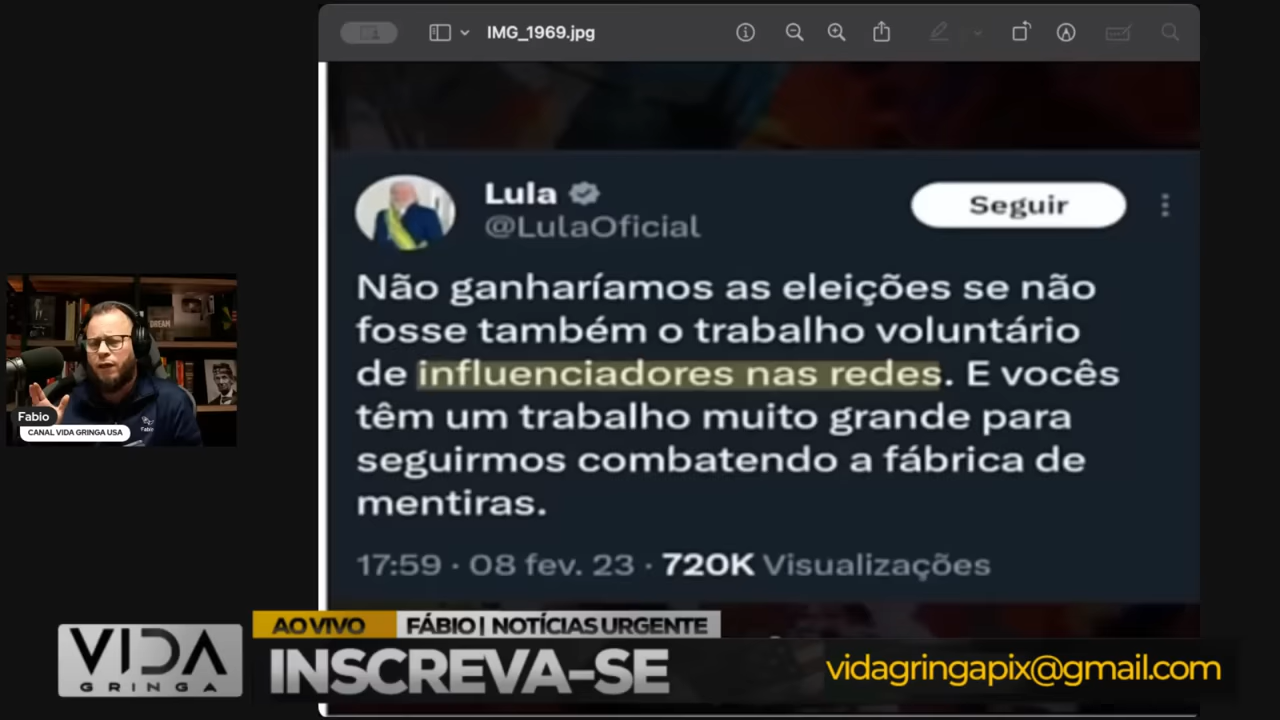 IMG_1969.jpg
Lula
@LulaOficial
Seguir
Não ganharíamos as eleições se não
fosse também o trabalho voluntário
de influenciadores nas redes. E vocês
têm um trabalho muito grande para
seguirmos combatendo a fábrica de
mentiras.
17:59 · 08 fev. 23 · 720K Visualizações
Fabio
CANAL VIDA GRINGA USA
AO VIVO
FÁBIO | NOTÍCIAS URGENTE
VIDA
GRINGA
INSCREVA-SE
vidagringapix@gmail.com